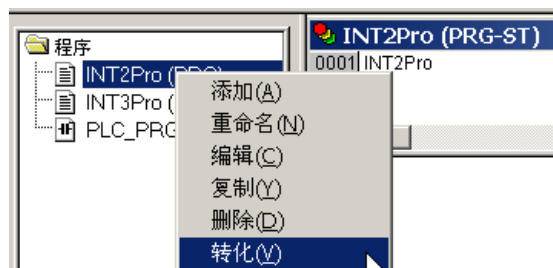 程序
INT2Pro (PRG)
INT3Pro (
PLC_PRG
添加(A)
重命名(N)
编辑(C)
复制(Y)
删除(D)
转化(V)
INT2Pro (PRG-ST)
0001 INT2Pro